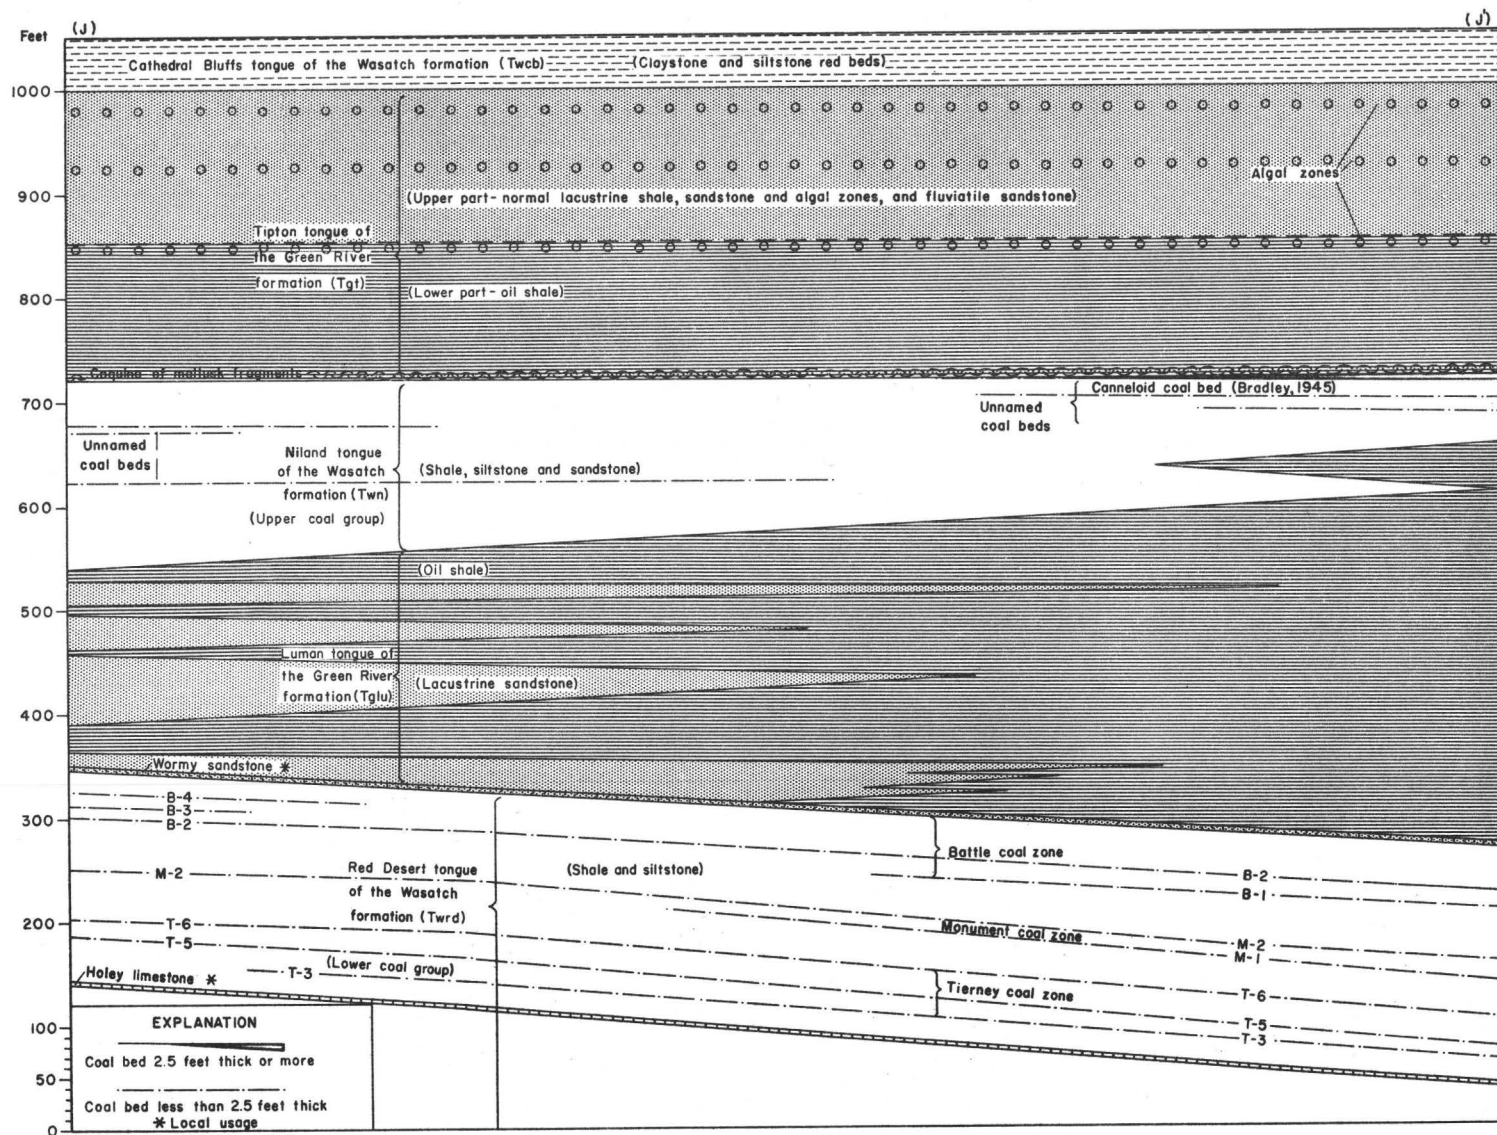 (J)
(J')
Feet
Cathedral Bluffs tongue of the Wasatch formation (Twcb)
(Claystone and siltstone red beds)
1000
Algal zones
900
(Upper part- normal lacustrine shale, sandstone and algal zones, and fluviatile sandstone)
Tipton tongue of
the Green River
formation (Tgt)
(Lower part- oil shale)
800
Coquina of mollusk fragments
Canneloid coal bed (Bradley, 1945)
700
Unnamed
coal beds
Unnamed
coal beds
Niland tongue
of the Wasatch
formation (Twn)
(Upper coal group)
(Shale, siltstone and sandstone)
600
(Oil shale)
500
Luman tongue of
the Green River
formation (Tglu)
(Lacustrine sandstone)
400
Wormy sandstone *
B-4
B-3
B-2
300
Battle coal zone
M-2
Red Desert tongue
of the Wasatch
formation (Twrd)
(Shale and siltstone)
B-2
B-1
200
T-6
T-5
Monument coal zone
M-2
M-1
(Lower coal group)
Holey limestone *
T-3
Tierney coal zone
T-6
T-5
T-3
100
EXPLANATION
Coal bed 2.5 feet thick or more
50
Coal bed less than 2.5 feet thick
* Local usage
0